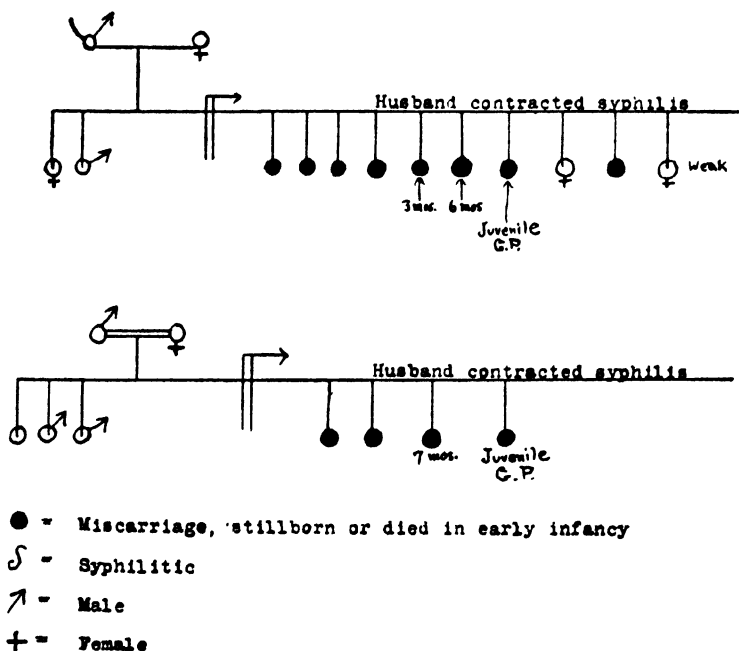 Husband contracted syphilis
Weak
3 mos. 6 mos
Juvenile
G.P.
Husband contracted syphilis
7 mos. Juvenile
G.P.
= Miscarriage, stillborn or died in early infancy
= Syphilitic
= Male
= Female